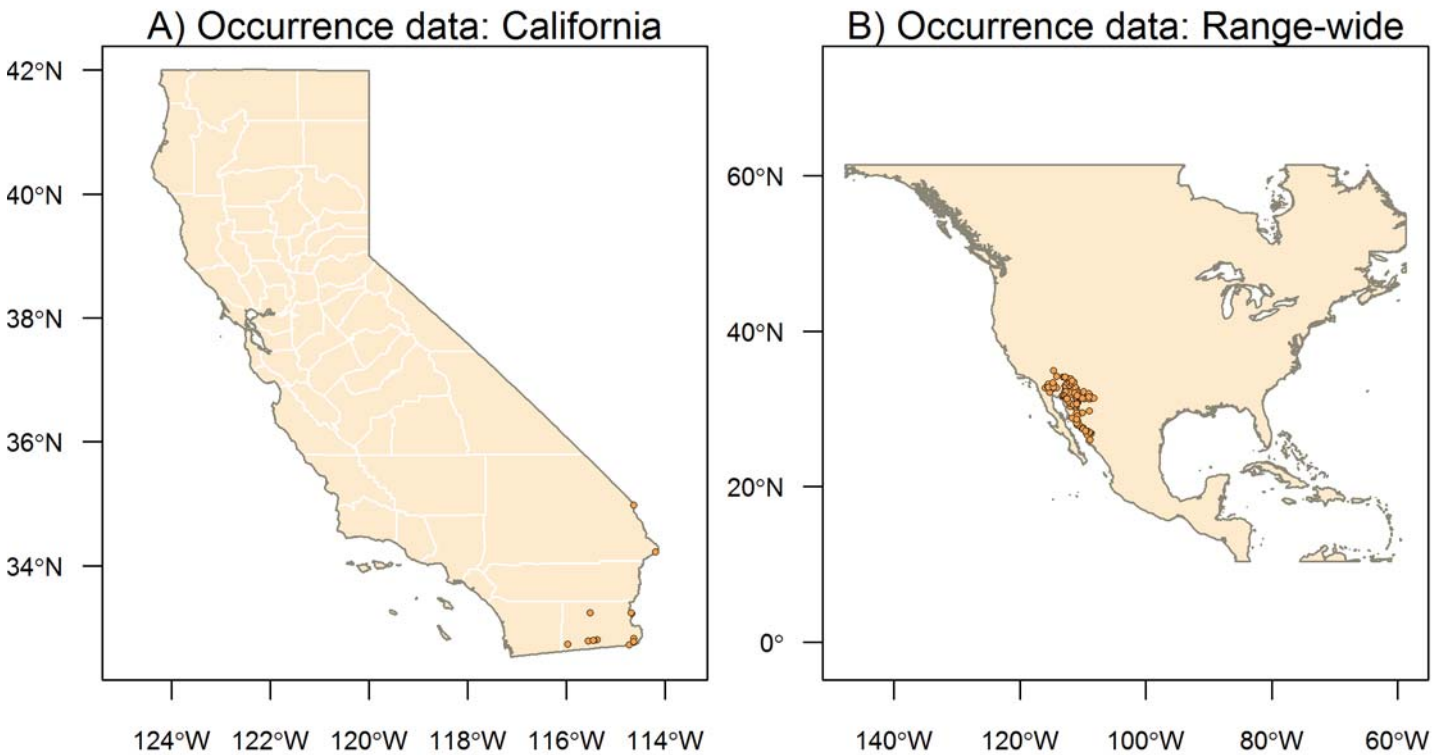 A) Occurrence data: California
42°N
40°N
38°N
36°N
34°N
124°W 122°W 120°W 118°W 116°W 114°W
B) Occurrence data: Range-wide
60°N
40°N
20°N
0°
140°W 120°W 100°W 80°W 60°W